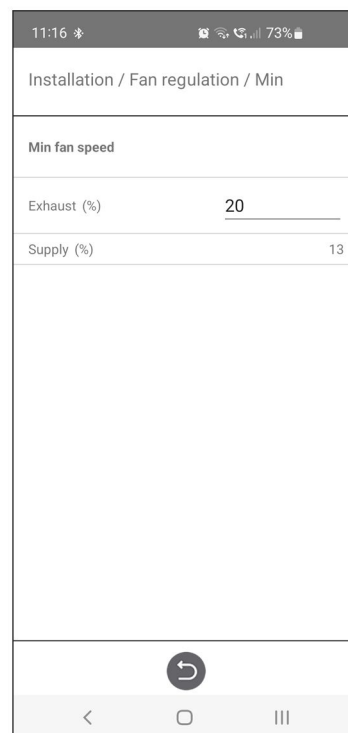 11:16 73%
Installation / Fan regulation / Min
Min fan speed
Exhaust (%) 20
Supply (%) 13